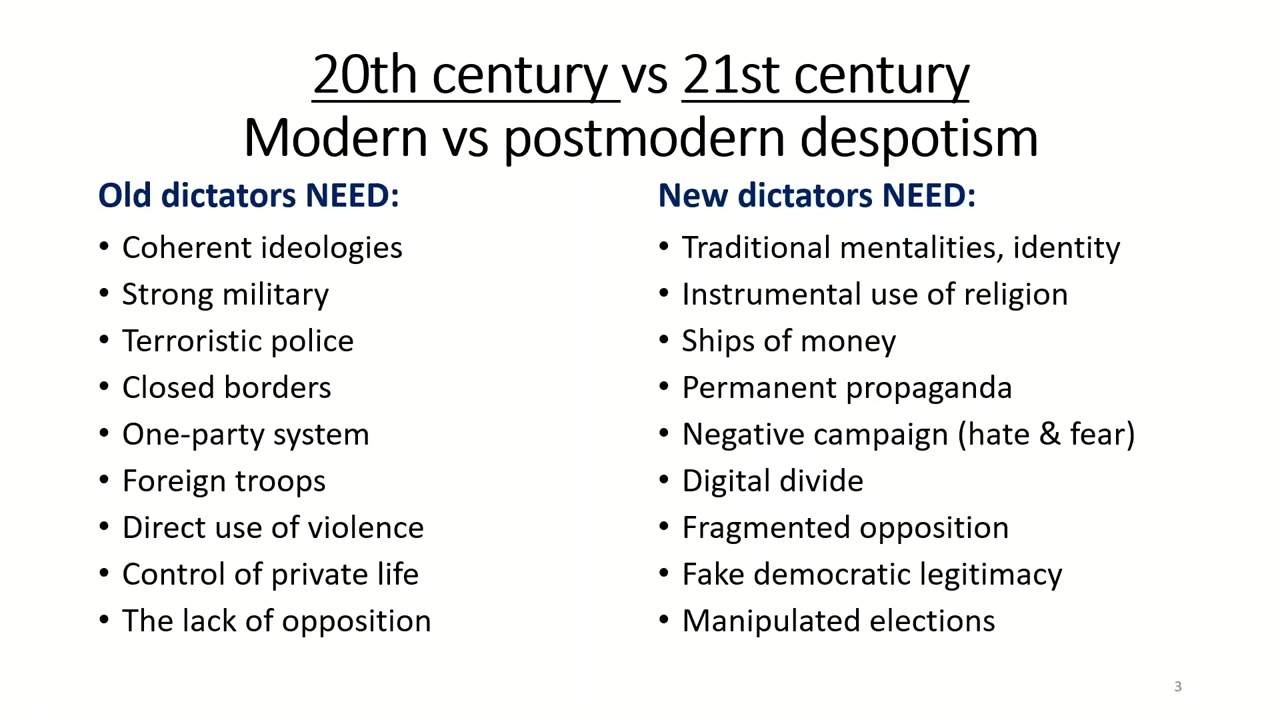 20th century vs 21st century
Modern vs postmodern despotism
Old dictators NEED:
• Coherent ideologies
• Strong military
• Terroristic police
• Closed borders
• One-party system
• Foreign troops
• Direct use of violence
• Control of private life
• The lack of opposition
New dictators NEED:
• Traditional mentalities, identity
• Instrumental use of religion
• Ships of money
• Permanent propaganda
• Negative campaign (hate & fear)
• Digital divide
• Fragmented opposition
• Fake democratic legitimacy
• Manipulated elections
3